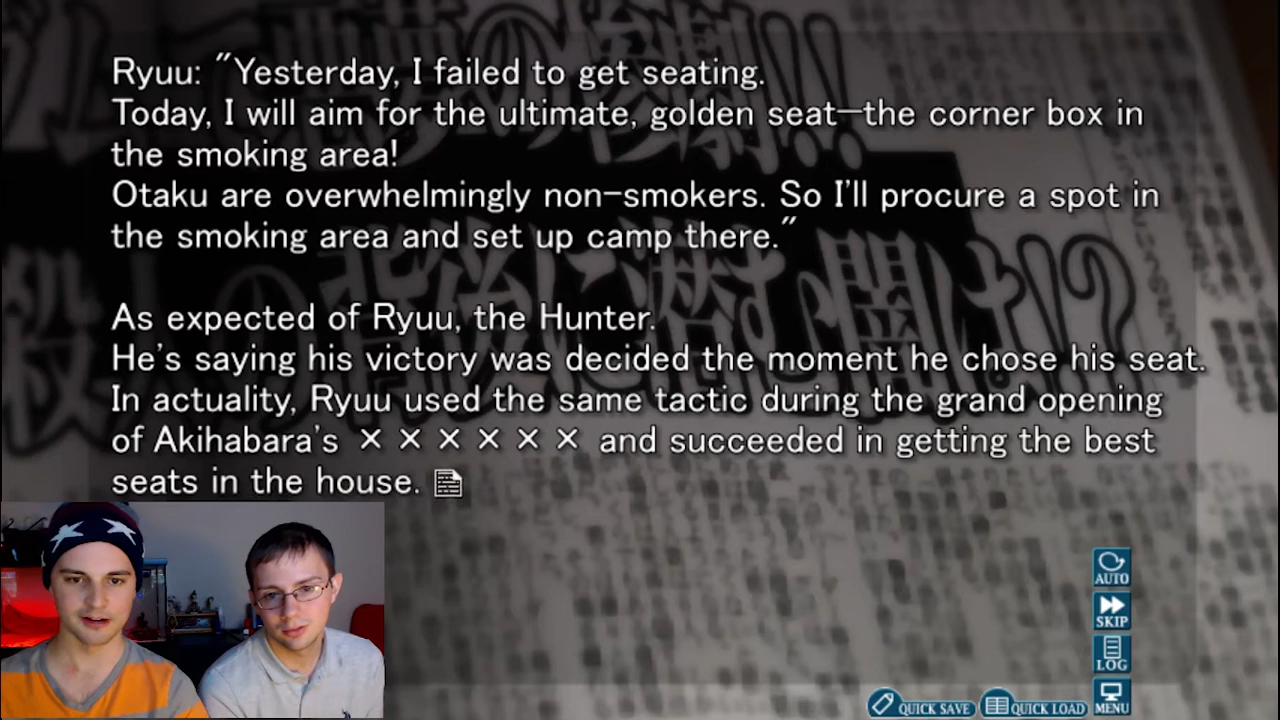 Ryuu: "Yesterday, I failed to get seating.
Today, I will aim for the ultimate, golden seat—the corner box in
the smoking area!
Otaku are overwhelmingly non-smokers. So I'll procure a spot in
the smoking area and set up camp there."
As expected of Ryuu, the Hunter.
He's saying his victory was decided the moment he chose his seat.
In actuality, Ryuu used the same tactic during the grand opening
of Akihabara's ×××××× and succeeded in getting the best
seats in the house.
AUTO
SKIP
LOG
MENU
QUICK SAVE
QUICK LOAD